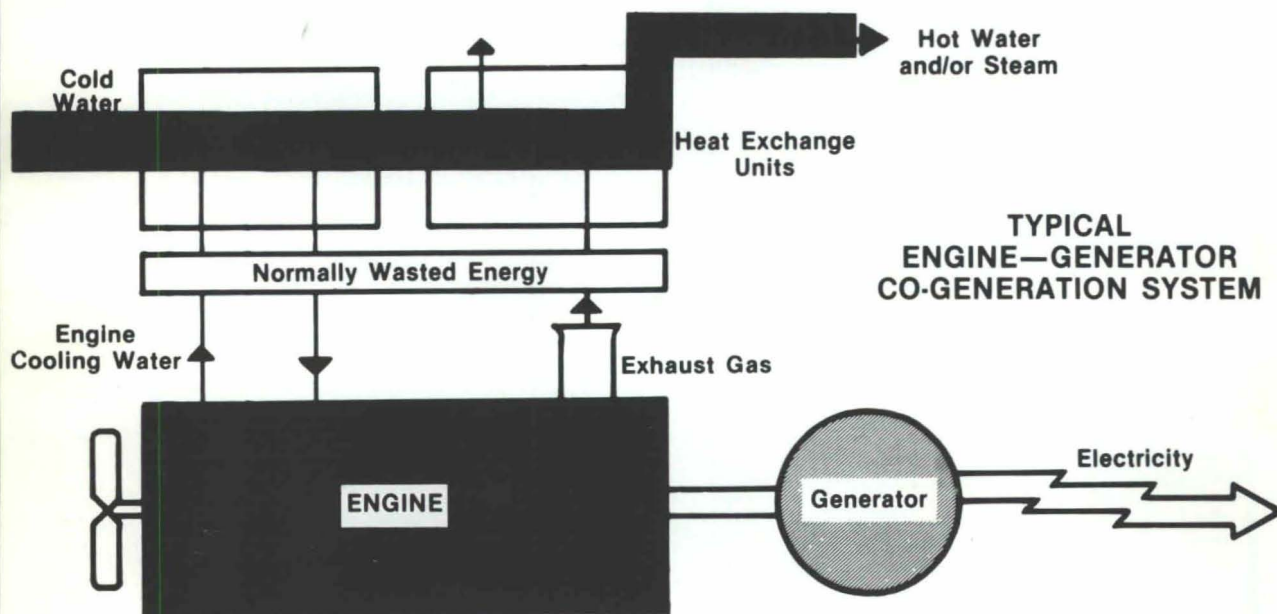 Cold
Water
Hot Water
and/or Steam
Heat Exchange
Units
TYPICAL
ENGINE—GENERATOR
CO-GENERATION SYSTEM
Normally Wasted Energy
Engine
Cooling Water
Exhaust Gas
ENGINE
Generator
Electricity